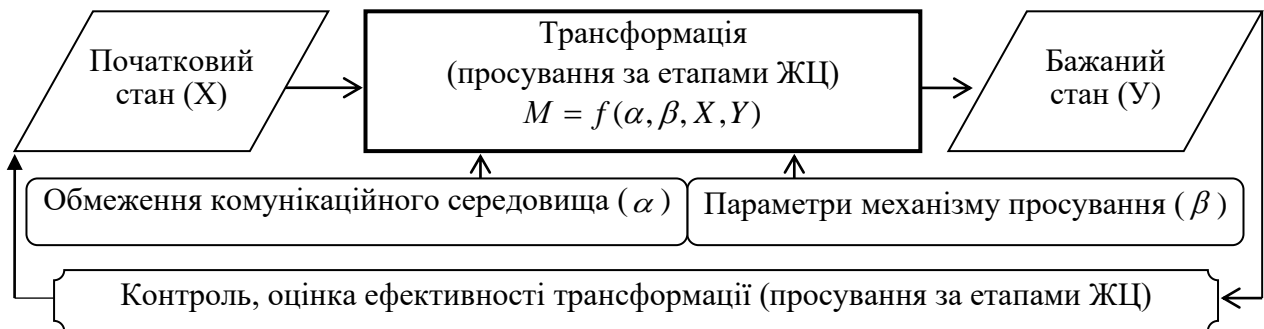 Початковий
стан (Х)
Трансформація
(просування за етапами ЖЦ)
M = f(α, β, X, Y)
Бажаний
стан (У)
Обмеження комунікаційного середовища (α)
Параметри механізму просування (β)
Контроль, оцінка ефективності трансформації (просування за етапами ЖЦ)